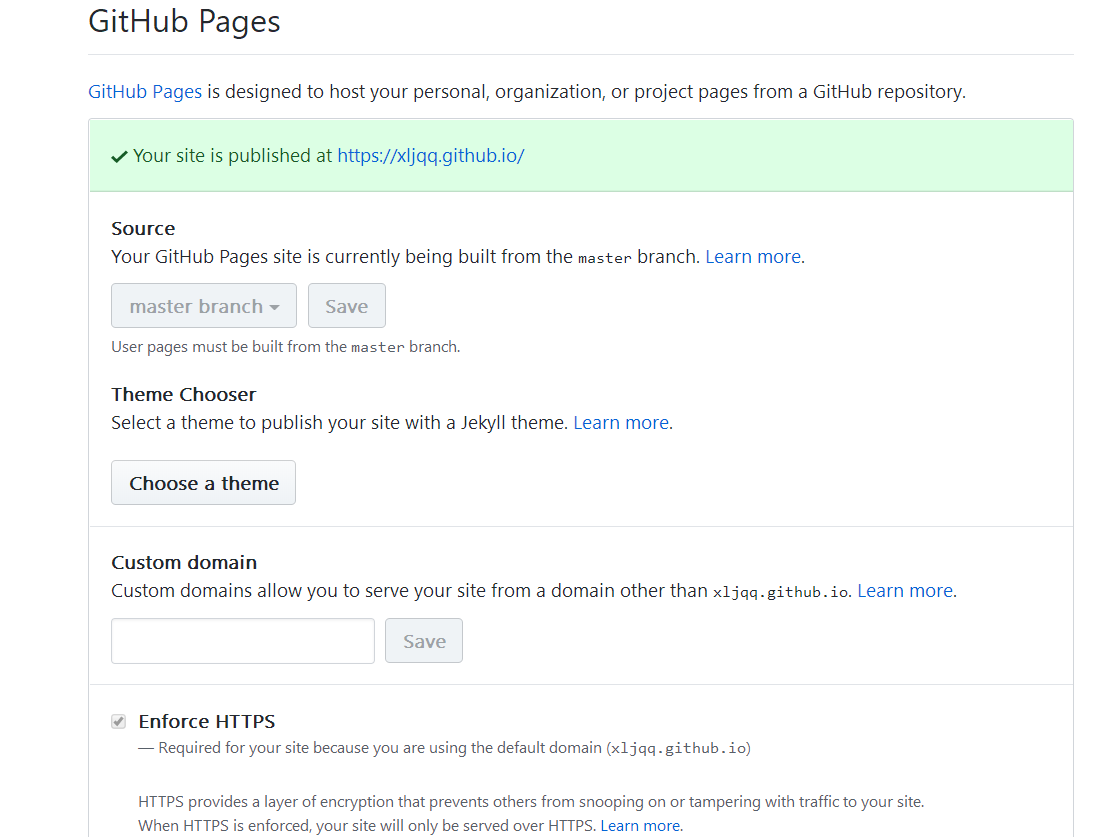 GitHub Pages
GitHub Pages is designed to host your personal, organization, or project pages from a GitHub repository.
Your site is published at https://xljqq.github.io/
Source
Your GitHub Pages site is currently being built from the master branch. Learn more.
master branch
Save
User pages must be built from the master branch.
Theme Chooser
Select a theme to publish your site with a Jekyll theme. Learn more.
Choose a theme
Custom domain
Custom domains allow you to serve your site from a domain other than xljqq.github.io. Learn more.
Save
Enforce HTTPS
— Required for your site because you are using the default domain (xljqq.github.io)
HTTPS provides a layer of encryption that prevents others from snooping on or tampering with traffic to your site.
When HTTPS is enforced, your site will only be served over HTTPS. Learn more.